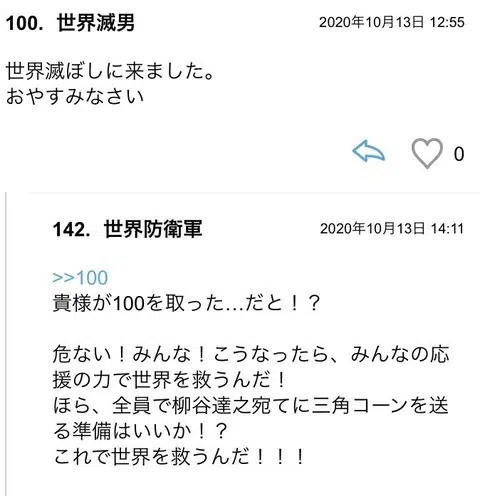 100. 世界滅男
2020年10月13日 12:55
世界滅ぼしに来ました。
おやすみなさい
0
142. 世界防衛軍
2020年10月13日 14:11
>>100
貴様が100を取った…だと！？
危ない！みんな！こうなったら、みんなの応
援の力で世界を救うんだ！
ほら、全員で柳谷達之宛てに三角コーンを送
る準備はいいか！？
これで世界を救うんだ！！！